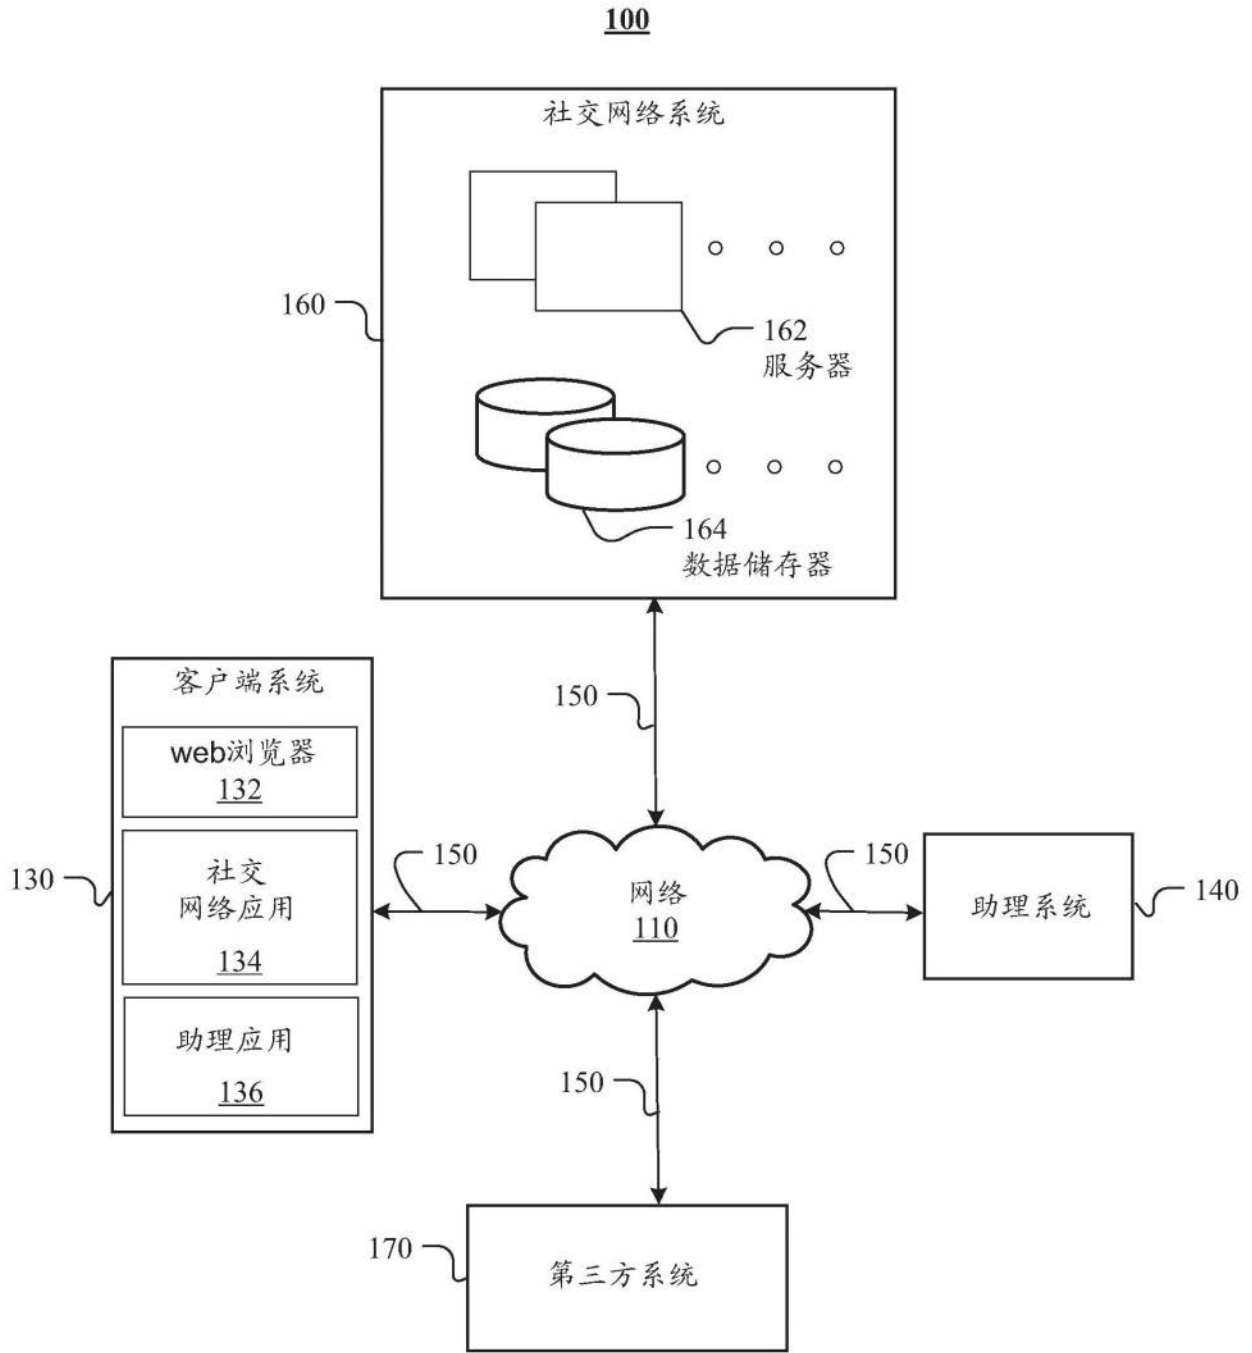 100
社交网络系统
160
162
服务器
164
数据储存器
客户端系统
150
web浏览器
132
社交
网络应用
134
130
150
网络
110
150
助理系统
140
助理应用
136
150
170
第三方系统